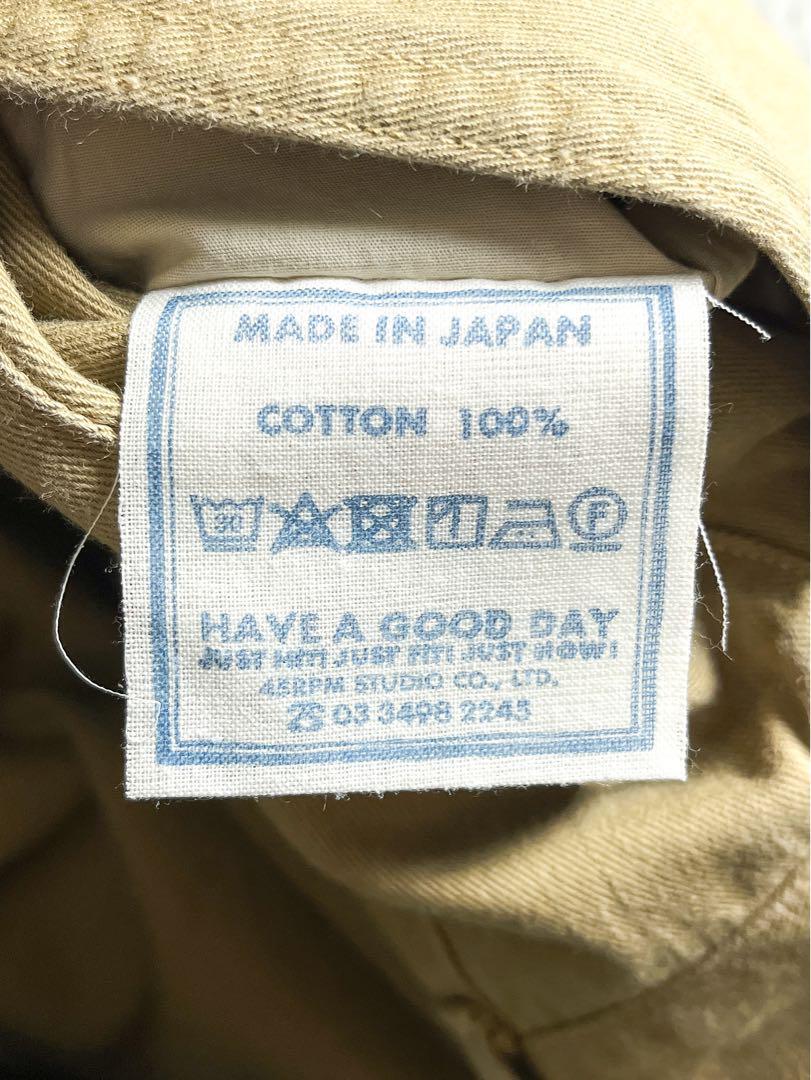 MADE IN JAPAN
COTTON 100%
30 F
HAVE A GOOD DAY
JUST HIT! JUST FIT! JUST NOW!
45RPM STUDIO CO., LTD.
☎ 03 3498 2245